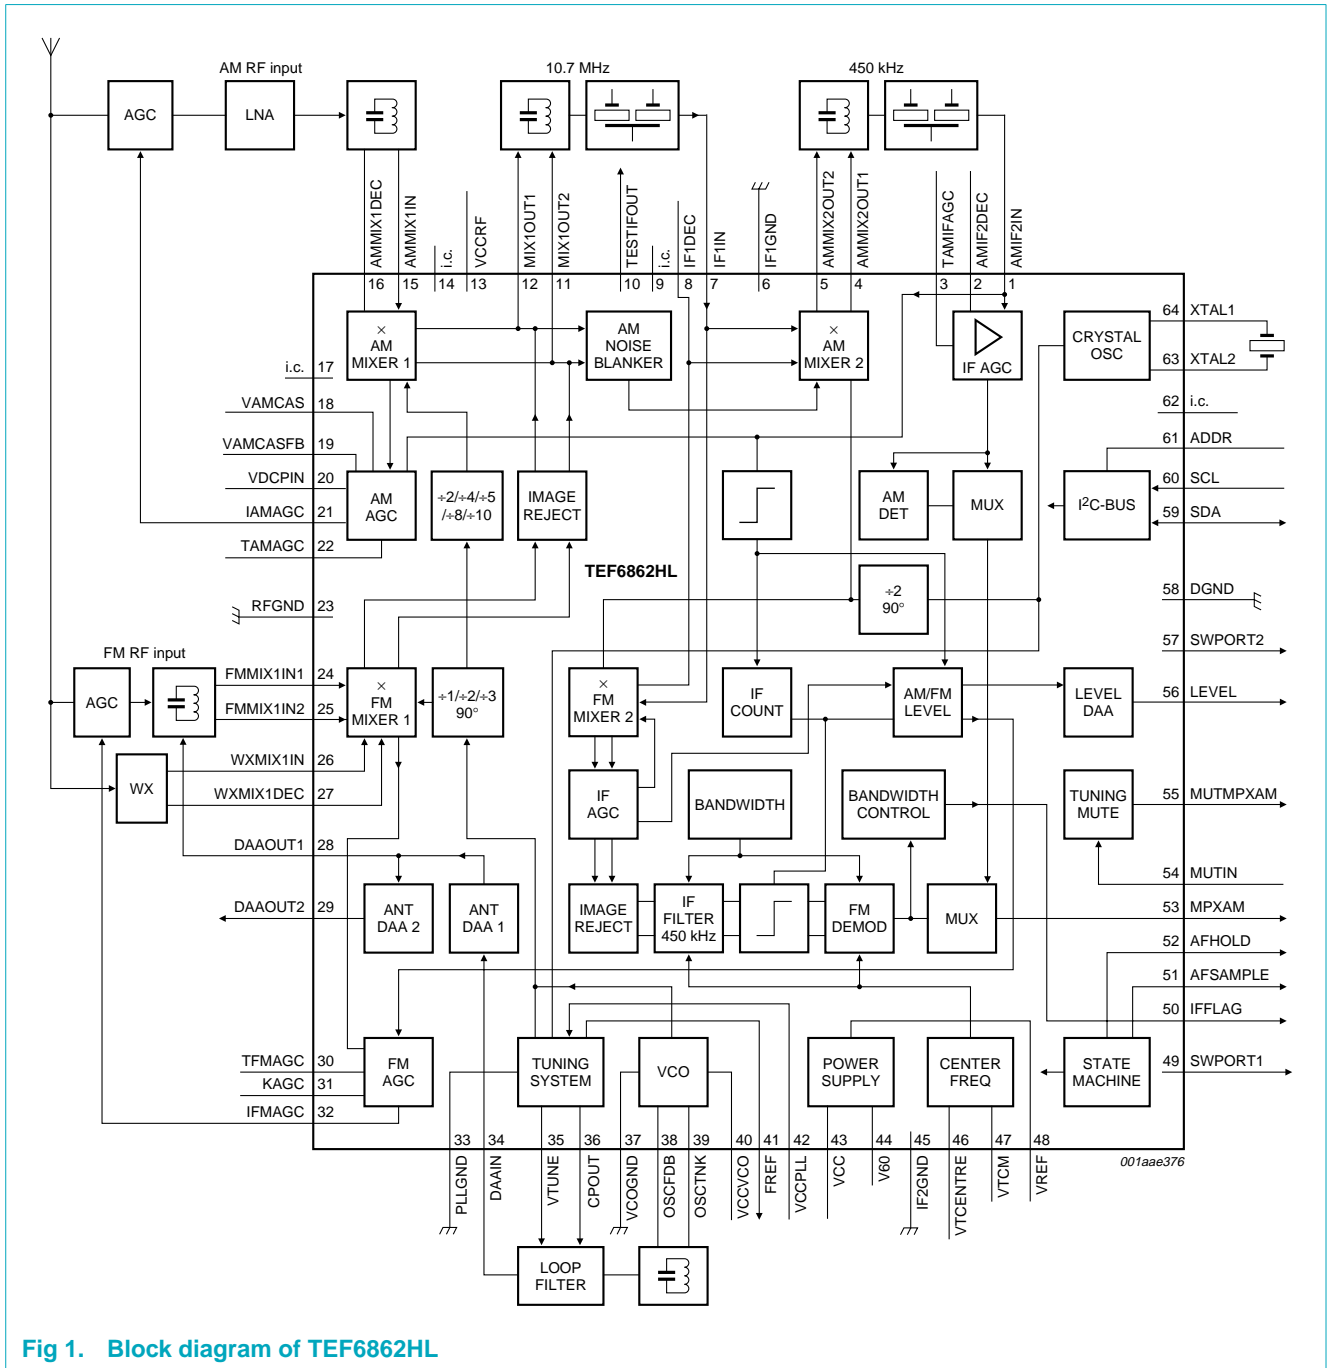 AM RF input
10.7 MHz
450 kHz
AGC
LNA
AMMIX1DEC
AMMIX1IN
i.c.
VCCRF
MIX1OUT1
MIX1OUT2
TESTIFOUT
i.c.
IF1DEC
IF1IN
IF1GND
AMMIX2OUT2
AMMIX2OUT1
TAMIFAGC
AMIF2DEC
AMIF2IN
16 15 14 13 12 11 10 9 8 7 6 5 4 3 2 1
×
AM
MIXER 1
AM
NOISE
BLANKER
×
AM
MIXER 2
IF AGC
CRYSTAL
OSC
64 XTAL1
63 XTAL2
62 i.c.
61 ADDR
60 SCL
59 SDA
58 DGND
57 SWPORT2
56 LEVEL
55 MUTMPXAM
54 MUTIN
53 MPXAM
52 AFHOLD
51 AFSAMPLE
50 IFFLAG
49 SWPORT1
i.c. 17
VAMCAS 18
VAMCASFB 19
VDCPIN 20
IAMAGC 21
TAMAGC 22
RFGND 23
FM RF input
FMMIX1IN1 24
FMMIX1IN2 25
WXMIX1IN 26
WXMIX1DEC 27
DAAOUT1 28
DAAOUT2 29
TFMAGC 30
KAGC 31
IFMAGC 32
AM
AGC
÷2/÷4/÷5
/÷8/÷10
IMAGE
REJECT
AM
DET
MUX
I2C-BUS
TEF6862HL
÷2
90°
AGC
WX
×
FM
MIXER 1
÷1/÷2/÷3
90°
×
FM
MIXER 2
IF
COUNT
AM/FM
LEVEL
LEVEL
DAA
IF
AGC
BANDWIDTH
BANDWIDTH
CONTROL
TUNING
MUTE
ANT
DAA 2
ANT
DAA 1
IMAGE
REJECT
IF
FILTER
450 kHz
FM
DEMOD
MUX
FM
AGC
TUNING
SYSTEM
VCO
POWER
SUPPLY
CENTER
FREQ
STATE
MACHINE
33 34 35 36 37 38 39 40 41 42 43 44 45 46 47 48
PLLGND
DAAIN
VTUNE
CPOUT
VCOGND
OSCFDB
OSCTNK
VCCVCO
FREF
VCCPLL
VCC
V60
IF2GND
VTCENTRE
VTCM
VREF
001aae376
LOOP
FILTER
Fig 1. Block diagram of TEF6862HL